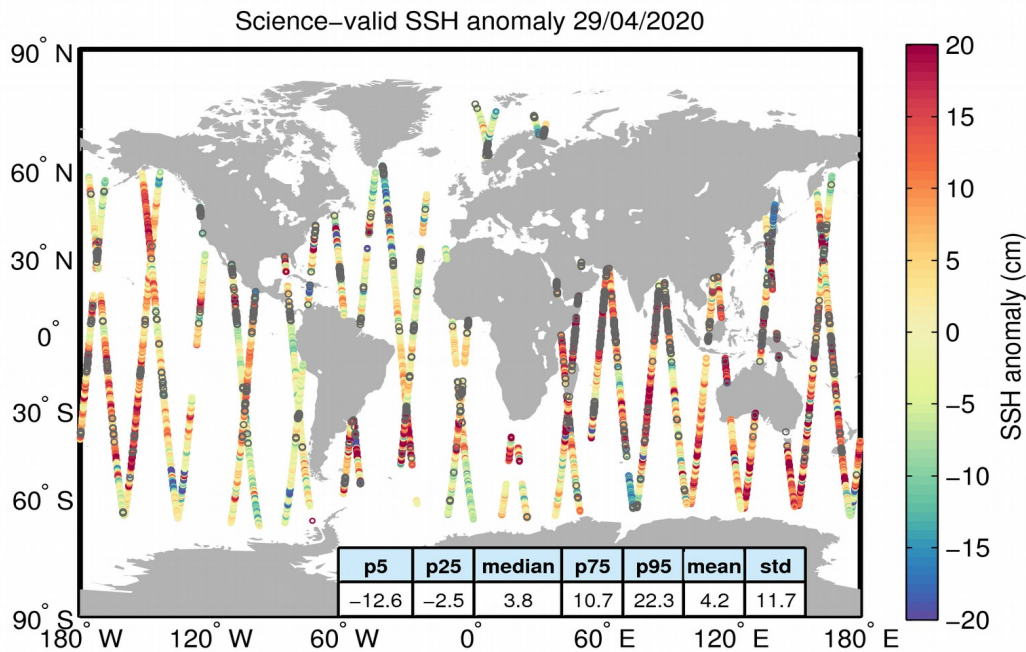 Science−valid SSH anomaly 29/04/2020
90° N
60° N
30° N
0°
30° S
60° S
90° S
180° W
120° W
60° W
0°
60° E
120° E
180° E
p5 p25 median p75 p95 mean std
−12.6 −2.5 3.8 10.7 22.3 4.2 11.7
20
15
10
5
0
−5
−10
−15
−20
SSH anomaly (cm)